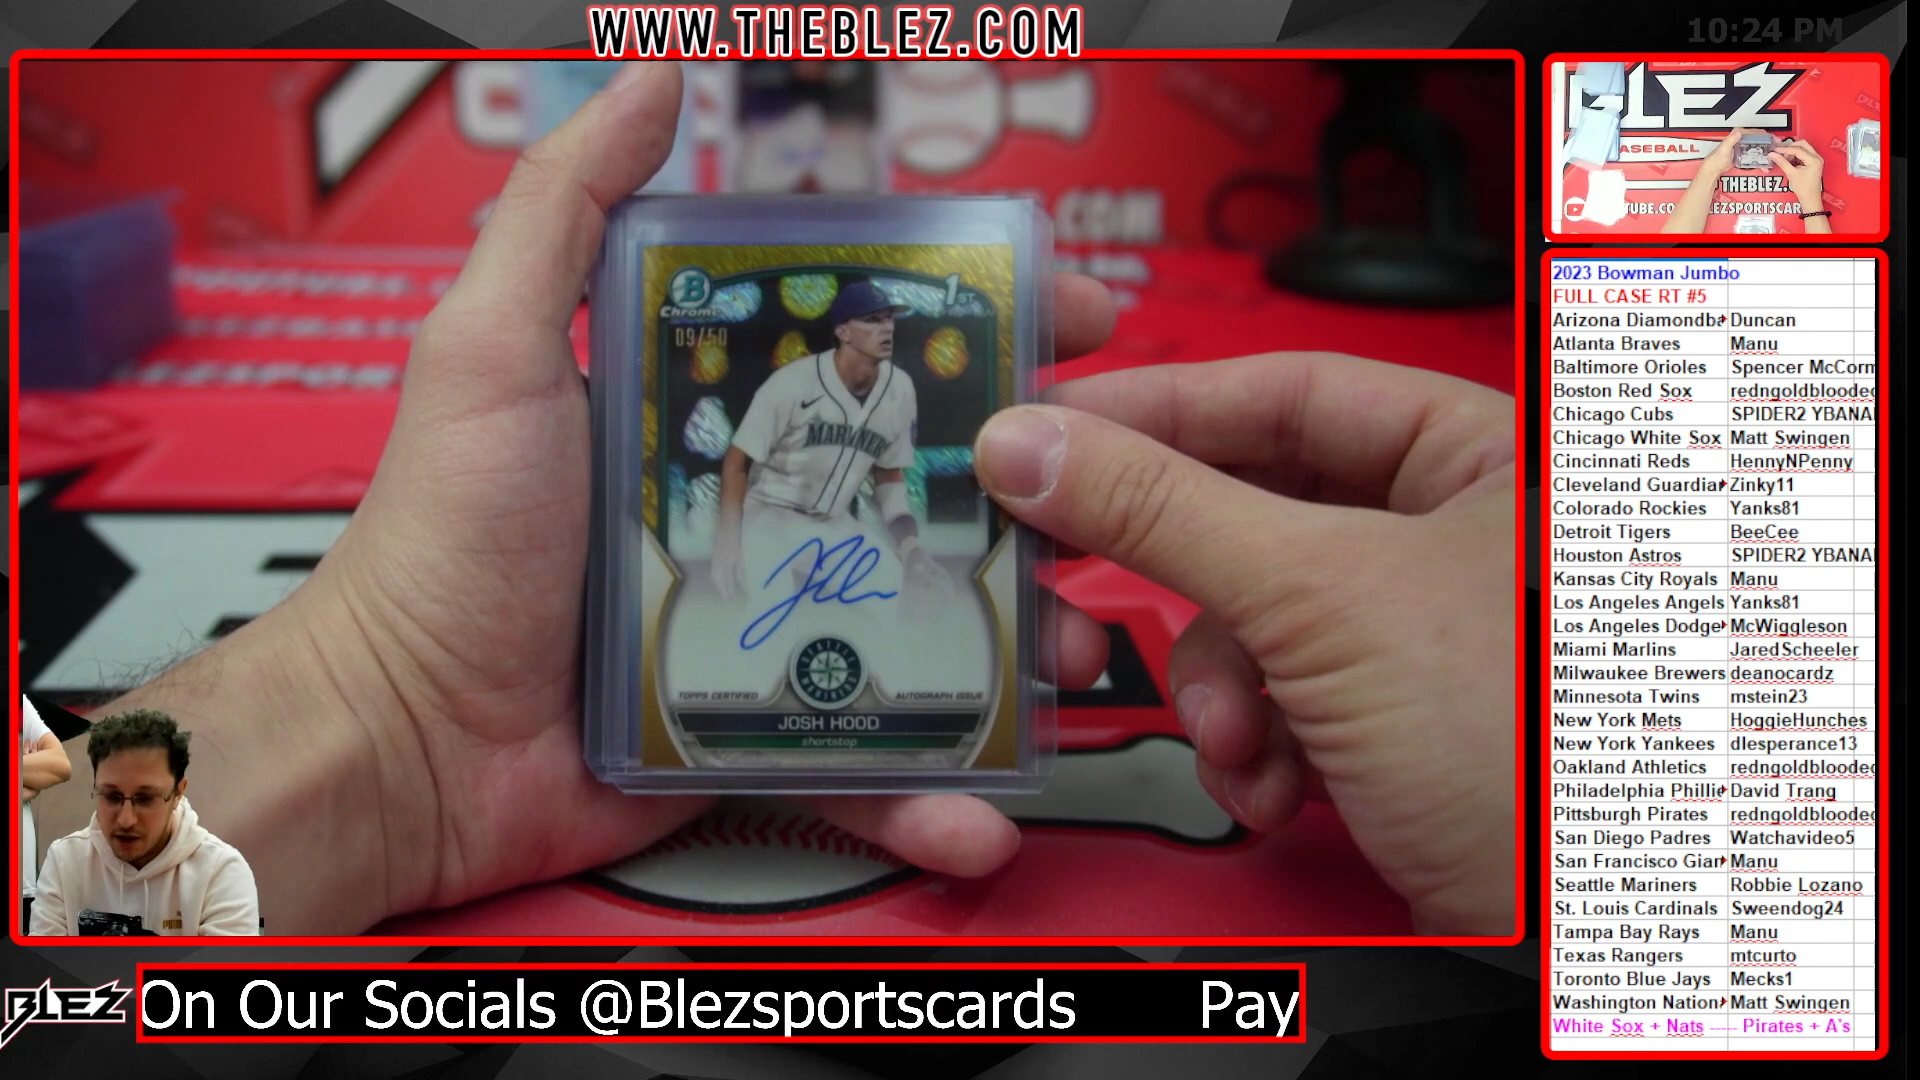 WWW.THEBLEZ.COM
10:24 PM
B
Chrome
1ST
09/50
MARINERS
TOPPS CERTIFIED
AUTOGRAPH ISSUE
JOSH HOOD
shortstop
BLEZ
BASEBALL
THEBLEZ.C
2023 Bowman Jumbo
FULL CASE RT #5
Arizona Diamondba Duncan
Atlanta Braves Manu
Baltimore Orioles Spencer McCorm
Boston Red Sox redngoldblooded
Chicago Cubs SPIDER2 YBANA
Chicago White Sox Matt Swingen
Cincinnati Reds HennyNPenny
Cleveland Guardian Zinky11
Colorado Rockies Yanks81
Detroit Tigers BeeCee
Houston Astros SPIDER2 YBANA
Kansas City Royals Manu
Los Angeles Angels Yanks81
Los Angeles Dodge McWiggleson
Miami Marlins JaredScheeler
Milwaukee Brewers deanocardz
Minnesota Twins mstein23
New York Mets HoggieHunches
New York Yankees dlesperance13
Oakland Athletics redngoldblooded
Philadelphia Phillie David Trang
Pittsburgh Pirates redngoldblooded
San Diego Padres Watchavideo5
San Francisco Gian Manu
Seattle Mariners Robbie Lozano
St. Louis Cardinals Sweendog24
Tampa Bay Rays Manu
Texas Rangers mtcurto
Toronto Blue Jays Mecks1
Washington Nation Matt Swingen
White Sox + Nats ----- Pirates + A's
BLEZ
On Our Socials @Blezsportscards Pay